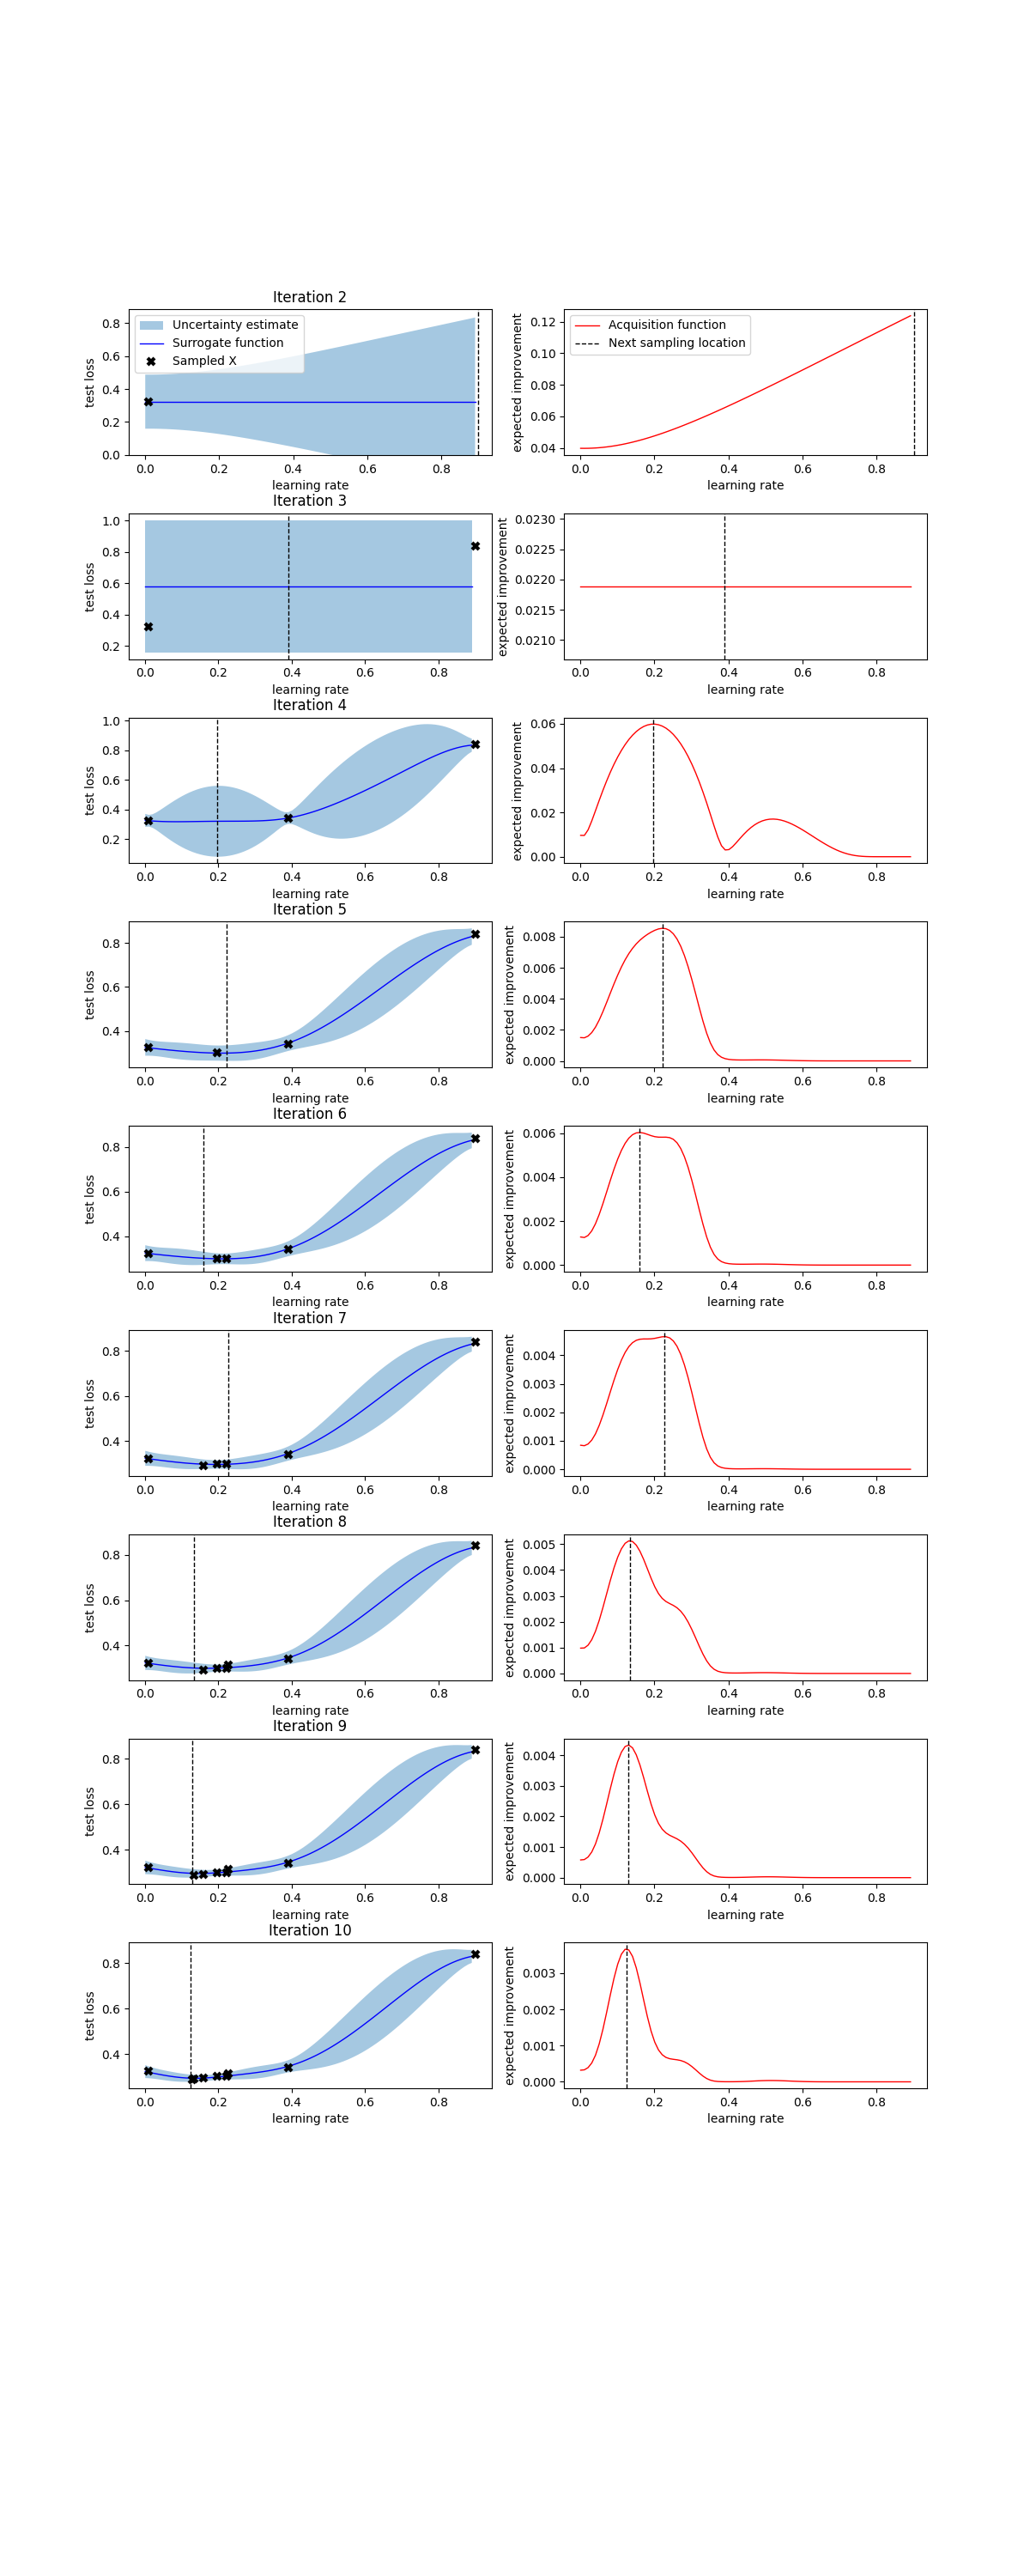 Iteration 2
0.8
0.6
0.4
0.2
0.0
test loss
Uncertainty estimate
Surrogate function
Sampled X
0.0 0.2 0.4 0.6 0.8
learning rate
0.12
0.10
0.08
0.06
0.04
expected improvement
Acquisition function
Next sampling location
0.0 0.2 0.4 0.6 0.8
learning rate
Iteration 3
1.0
0.8
0.6
0.4
0.2
test loss
0.0 0.2 0.4 0.6 0.8
learning rate
0.0230
0.0225
0.0220
0.0215
0.0210
expected improvement
0.0 0.2 0.4 0.6 0.8
learning rate
Iteration 4
1.0
0.8
0.6
0.4
0.2
test loss
0.0 0.2 0.4 0.6 0.8
learning rate
0.06
0.04
0.02
0.00
expected improvement
0.0 0.2 0.4 0.6 0.8
learning rate
Iteration 5
0.8
0.6
0.4
test loss
0.0 0.2 0.4 0.6 0.8
learning rate
0.008
0.006
0.004
0.002
0.000
expected improvement
0.0 0.2 0.4 0.6 0.8
learning rate
Iteration 6
0.8
0.6
0.4
test loss
0.0 0.2 0.4 0.6 0.8
learning rate
0.006
0.004
0.002
0.000
expected improvement
0.0 0.2 0.4 0.6 0.8
learning rate
Iteration 7
0.8
0.6
0.4
test loss
0.0 0.2 0.4 0.6 0.8
learning rate
0.004
0.003
0.002
0.001
0.000
expected improvement
0.0 0.2 0.4 0.6 0.8
learning rate
Iteration 8
0.8
0.6
0.4
test loss
0.0 0.2 0.4 0.6 0.8
learning rate
0.005
0.004
0.003
0.002
0.001
0.000
expected improvement
0.0 0.2 0.4 0.6 0.8
learning rate
Iteration 9
0.8
0.6
0.4
test loss
0.0 0.2 0.4 0.6 0.8
learning rate
0.004
0.003
0.002
0.001
0.000
expected improvement
0.0 0.2 0.4 0.6 0.8
learning rate
Iteration 10
0.8
0.6
0.4
test loss
0.0 0.2 0.4 0.6 0.8
learning rate
0.003
0.002
0.001
0.000
expected improvement
0.0 0.2 0.4 0.6 0.8
learning rate